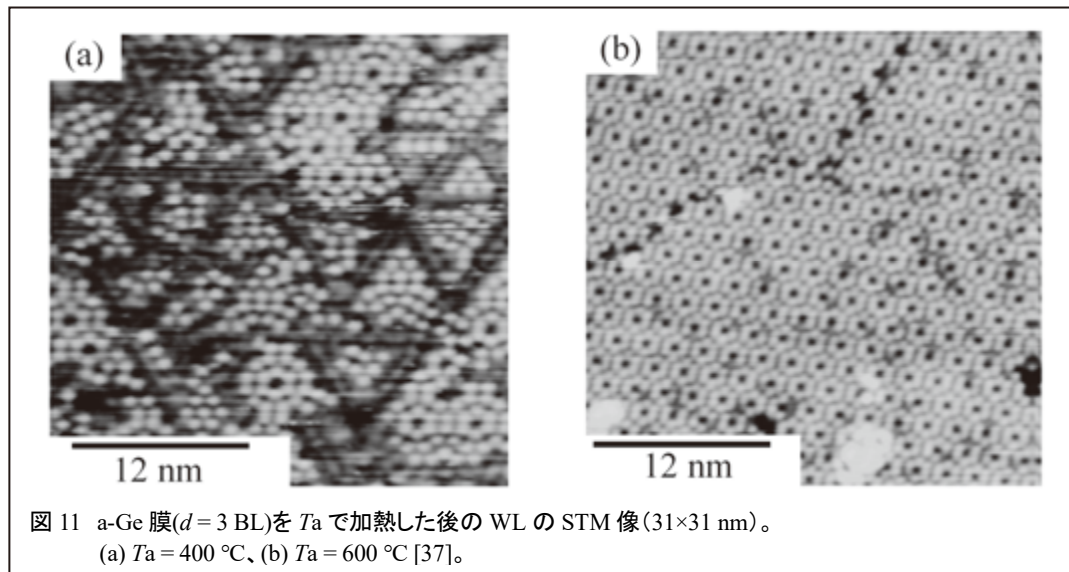 (a)
(b)
12 nm
12 nm
図 11 a-Ge 膜(d = 3 BL)を Ta で加熱した後の WL の STM 像(31×31 nm)。
(a) Ta = 400 °C、(b) Ta = 600 °C [37]。